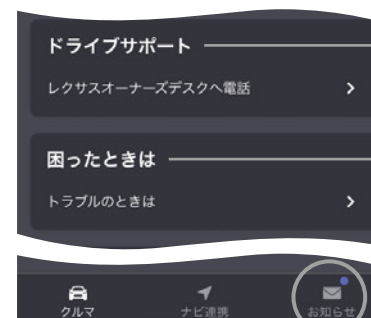 ドライブサポート
レクサスオーナーズデスクへ電話
困ったときは
トラブルのときは
クルマ
ナビ連携
お知らせ